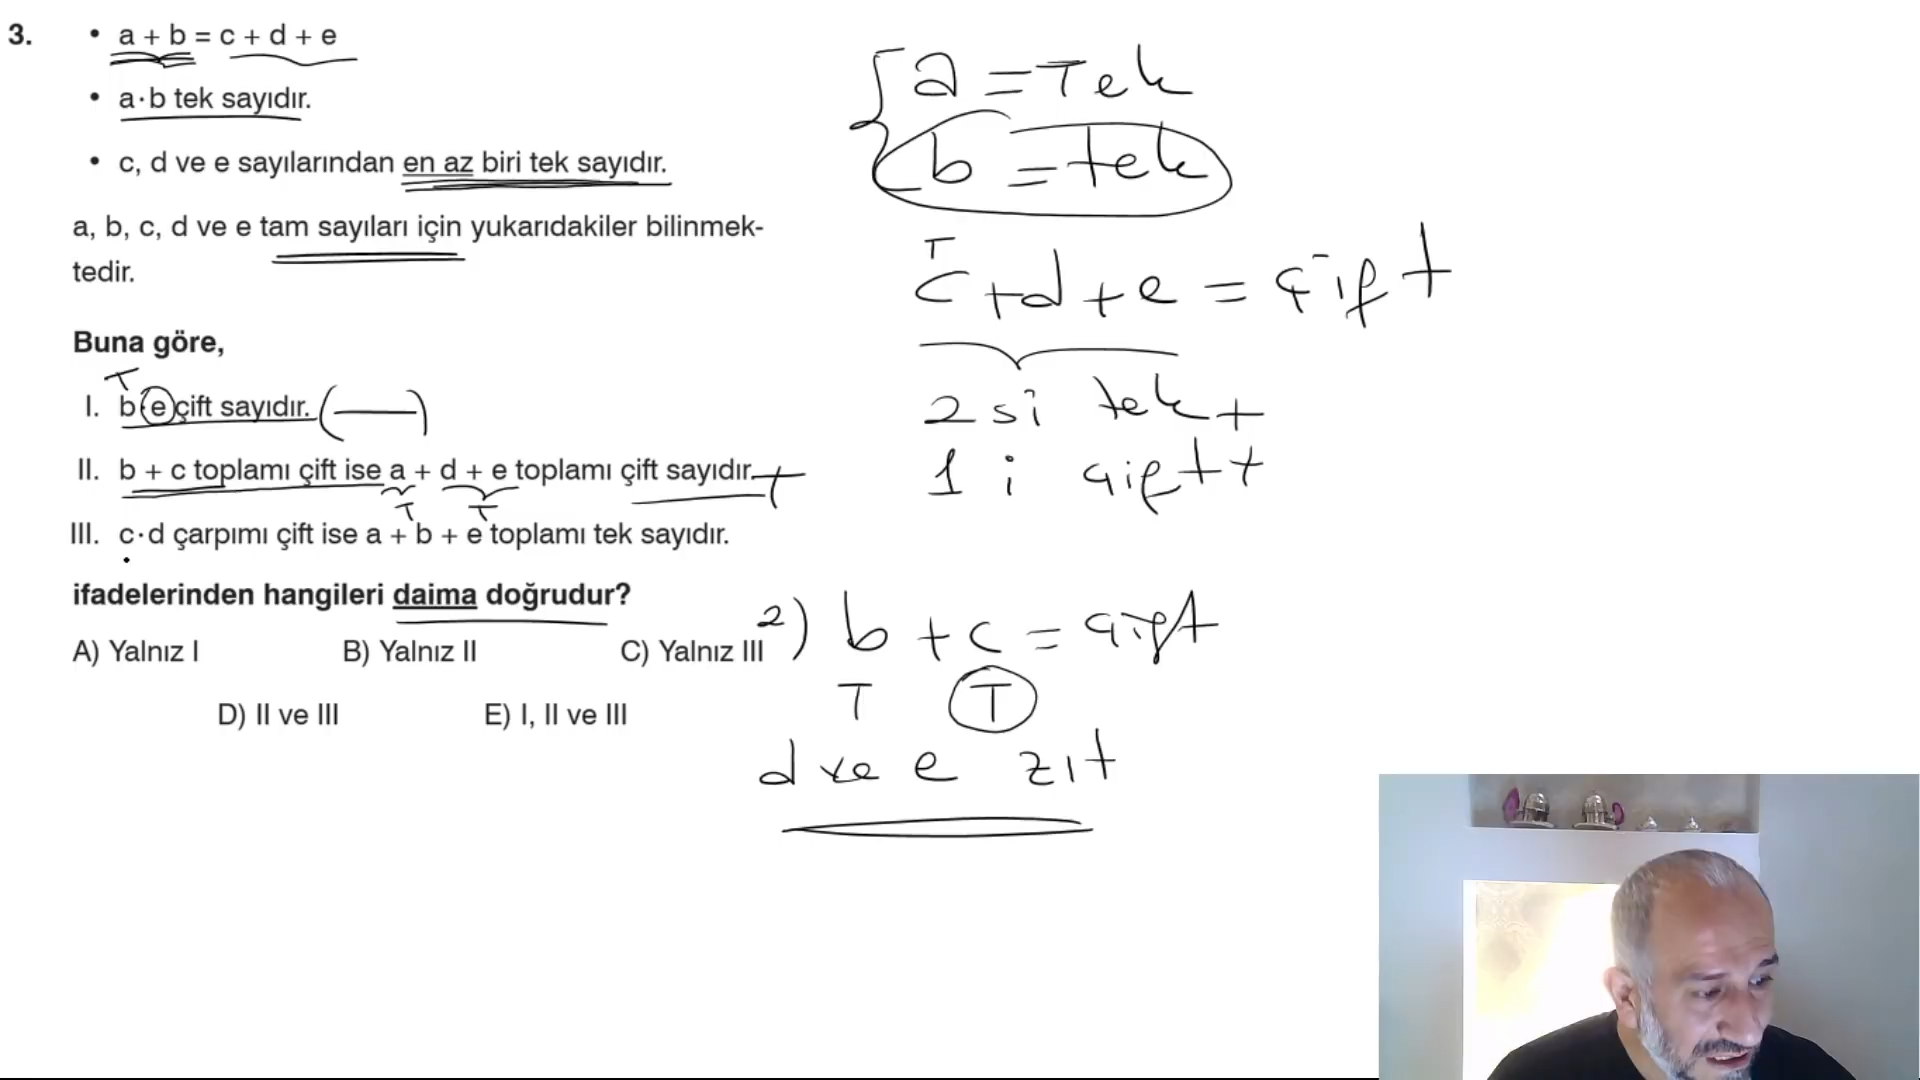 3. • a + b = c + d + e
• a·b tek sayıdır.
• c, d ve e sayılarından en az biri tek sayıdır.
a, b, c, d ve e tam sayıları için yukarıdakiler bilinmek-
tedir.
Buna göre,
T
I. b·e çift sayıdır. (—)
II. b + c toplamı çift ise a + d + e toplamı çift sayıdır. +
T T
III. c·d çarpımı çift ise a + b + e toplamı tek sayıdır.
ifadelerinden hangileri daima doğrudur?
A) Yalnız I B) Yalnız II C) Yalnız III
D) II ve III E) I, II ve III
a = Tek
b = tek
T
c + d + e = çift
2 si tek +
1 i çift +
2) b + c = çift
T T
d ve e zıt